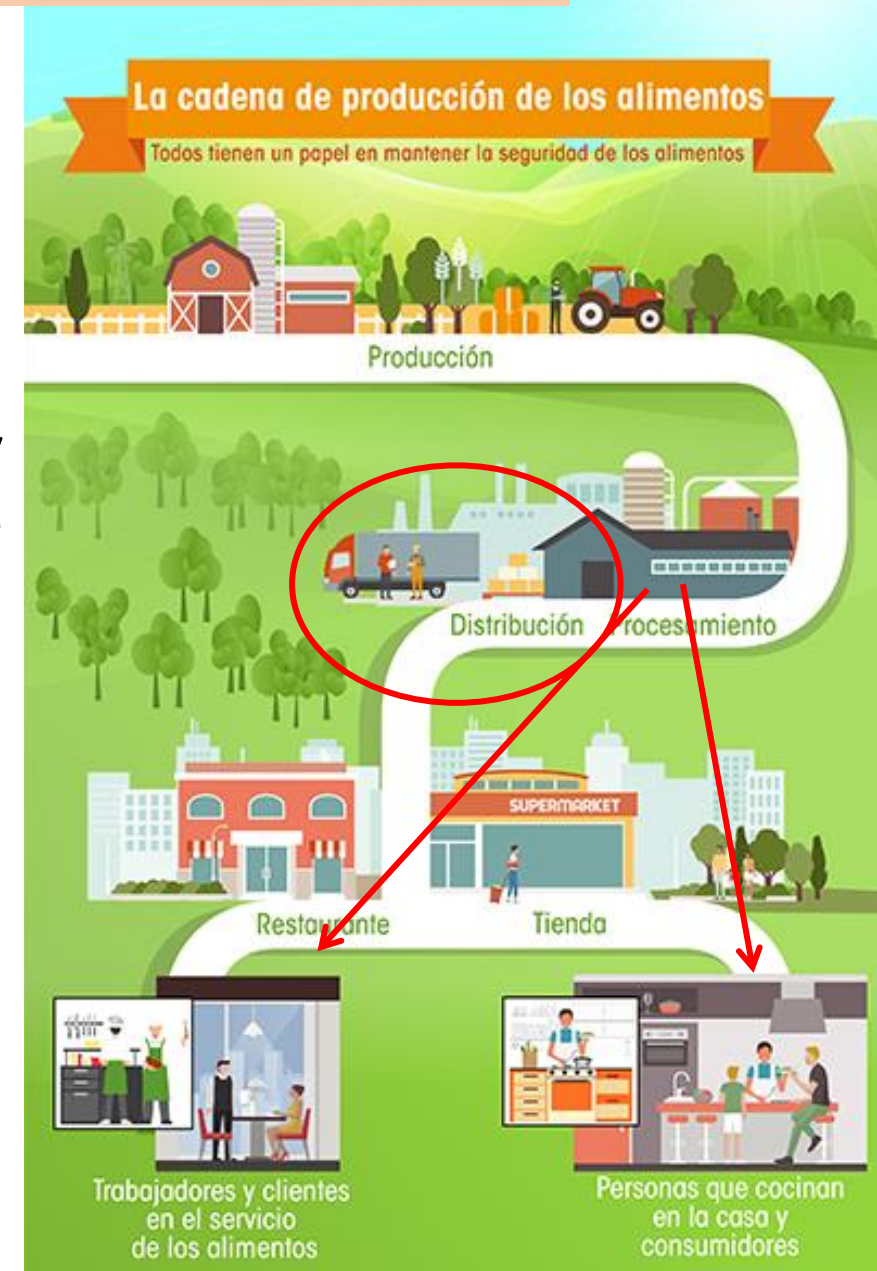 La cadena de producción de los alimentos
Todos tienen un papel en mantener la seguridad de los alimentos
Producción
Distribución Procesamiento
SUPERMARKET
Restaurante
Tienda
Trabajadores y clientes
en el servicio
de los alimentos
Personas que cocinan
en la casa y
consumidores